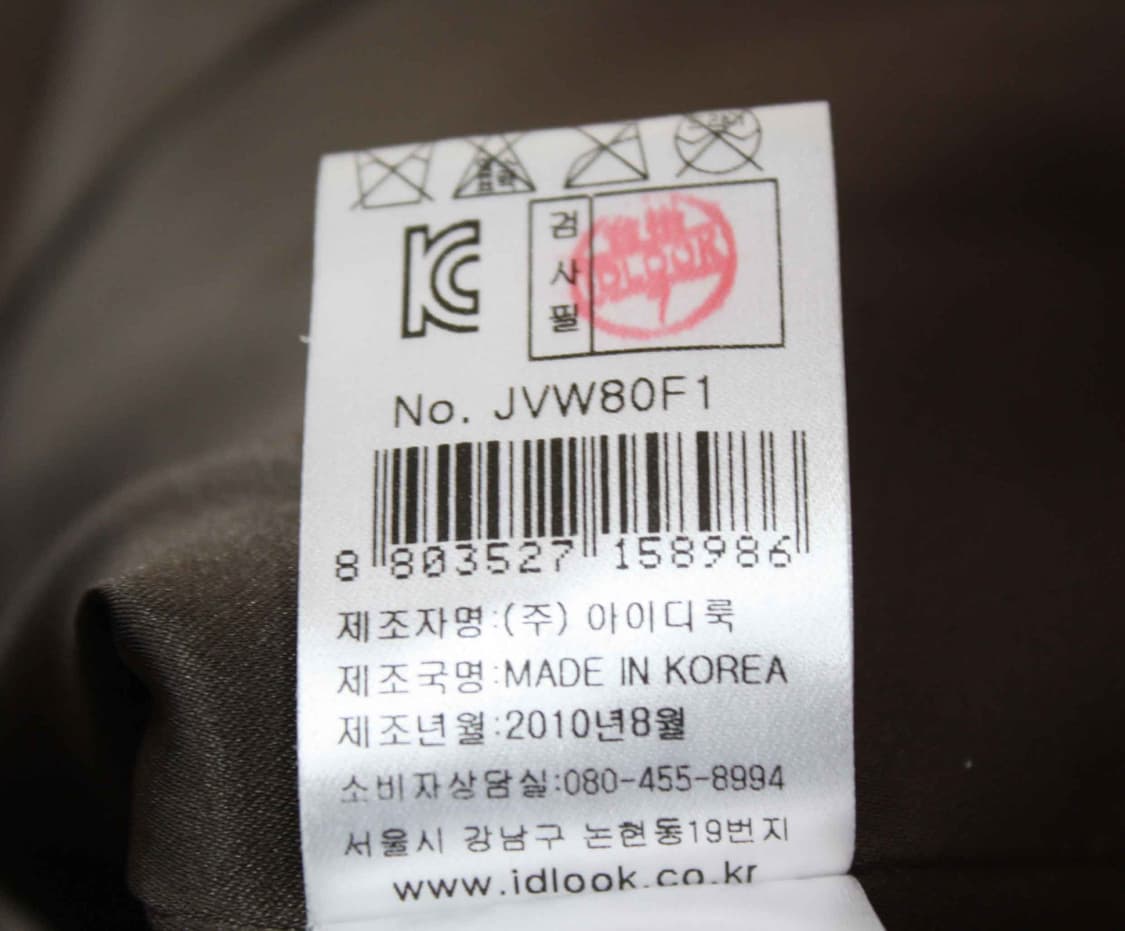 KC
검사필
IDLOOK
No. JVW80F1
8 803527 158986
제조자명:(주) 아이디룩
제조국명:MADE IN KOREA
제조년월:2010년8월
소비자상담실:080-455-8994
서울시 강남구 논현동19번지
www.idlook.co.kr